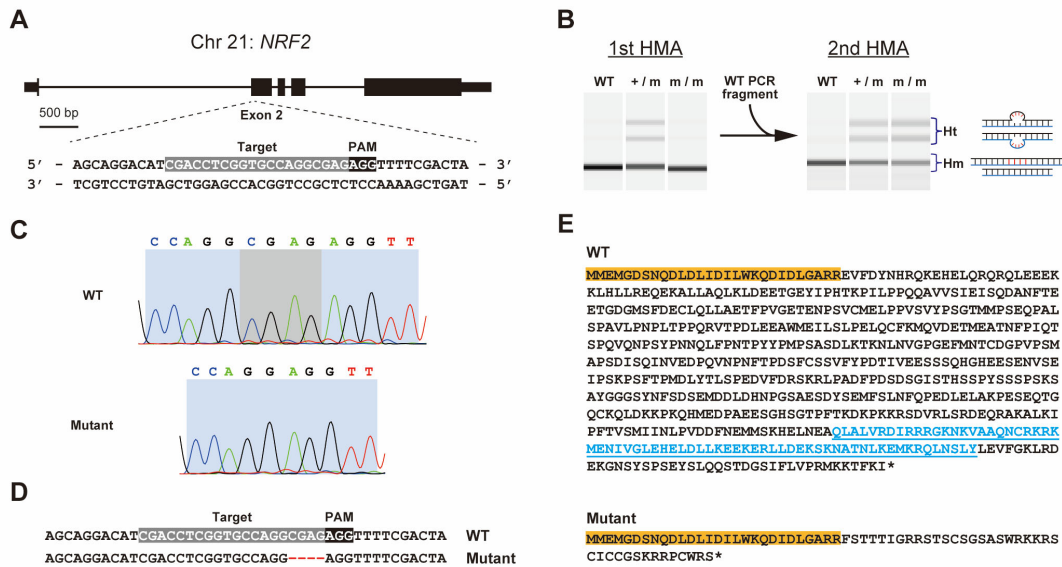 A
Chr 21: NRF2
500 bp
Exon 2
Target PAM
5′ - AGCAGGACATCGACCTCGGTGCCAGGCGAGAGGTTTTCGACTA - 3′
3′ - TCGTCCTGTAGCTGGAGCCACGGTCCGCTCTCCAAAAGCTGAT - 5′
B
1st HMA
WT +/m m/m
WT PCR
fragment
2nd HMA
WT +/m m/m
Ht
Hm
C
C C A G G C G A G A G G T T
WT
C C A G G A G G T T
Mutant
D
Target PAM
AGCAGGACATCGACCTCGGTGCCAGGCGAGAGGTTTTCGACTA WT
AGCAGGACATCGACCTCGGTGCCAGG----AGGTTTTCGACTA Mutant
E
WT
MMEMGDSNQDLDLIDILWKQDIDLGARREVFDYNHRQKEHELQRQRQLEEEK
KLHLLREQEKALLAQLKLDEETGEYIPHTKPILPPQQAVVSIEISQDANFTE
ETGDGMSFDECLQLLAETFPVGETENPSVCMELPPVSVYPSGTMMPSEQPAL
SPAVLPNPLTPPQRVTPDLEEAWMEILSLPELQCFKMQVDETMEATNFPIQT
SPQVQNPSYPNNQLFPNTPYYPMPSASDLKTKNLNVGPGEFMNTCDGPVPSM
APSDISQINVEDPQVNPNFTPDSFCSSVFYPDTIVEESSSQHGHEESENVSE
IPSKPSFTPMDLYTLSPEDVFDRSKRLPADFPDSDSGISTHSSPYSSSPSKS
AYGGGSYNFSDSEMDDLDHNPGSAESDYSEMFSLNFQPEDLELAKPESEQTG
QCKQLDKKPKQHMEDPAEESGHSGTPFTKDKPKKRSDVRLSRDEQRAKALKI
PFTVSMIINLPVDDFNEMMSKHELNEAQLALVRDIRRRGKNKVAAQNCRKRK
MENIVGLEHELDLLKEEKERLLDEKSKNATNLKEMKRQLNSLYLEVFGKLRD
EKGNSYSPSEYSLQQSTDGSIFLVPRMKKTFKI*
Mutant
MMEMGDSNQDLDLIDILWKQDIDLGARRFSTTTIGRRSTSCSGSASWRKKRS
CICCGSKRRPCWRS*